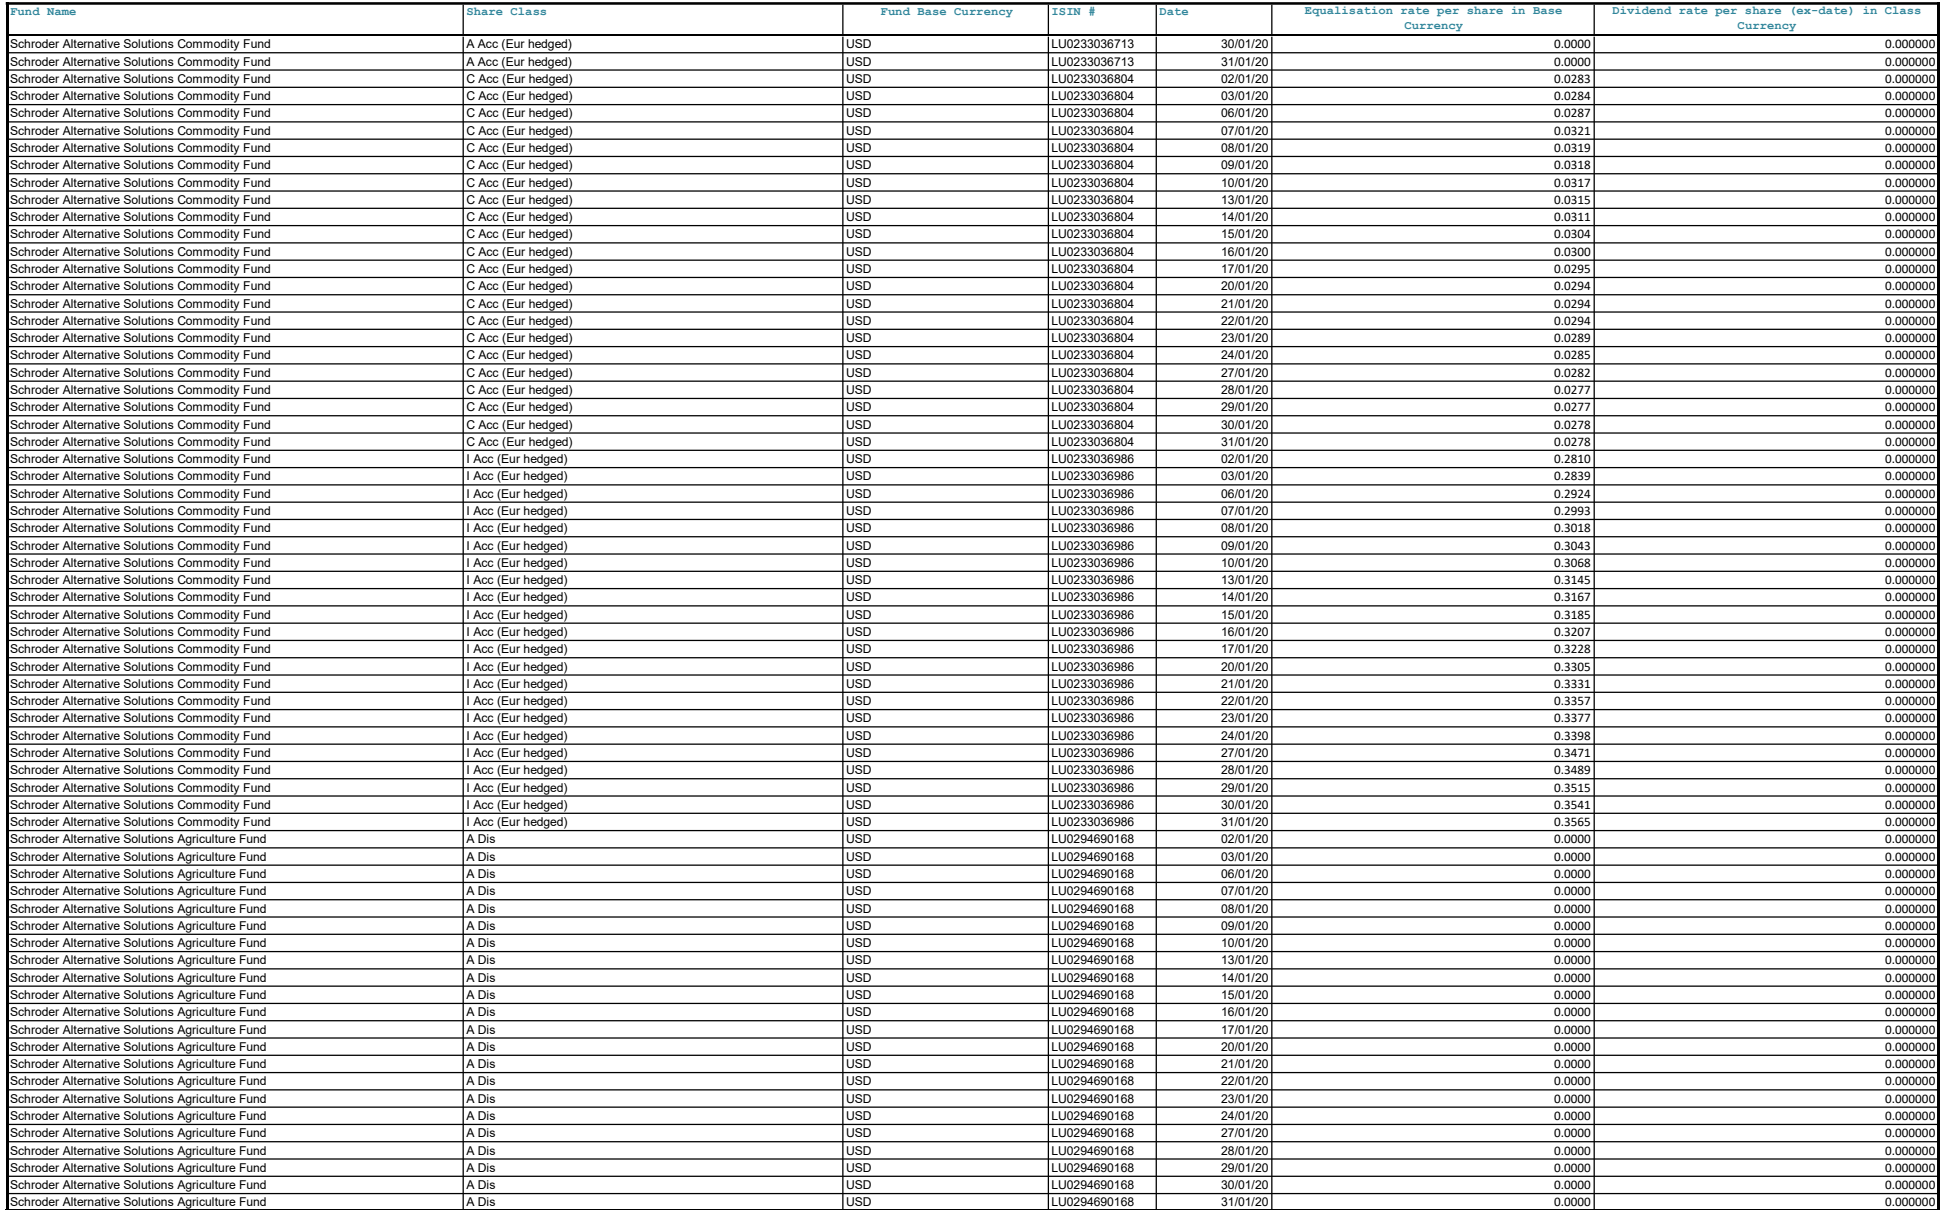 Fund Name Share Class Fund Base Currency ISIN # Date Equalisation rate per share in Base Currency Dividend rate per share (ex-date) in Class Currency
Schroder Alternative Solutions Commodity Fund A Acc (Eur hedged) USD LU0233036713 30/01/20 0.0000 0.000000
Schroder Alternative Solutions Commodity Fund A Acc (Eur hedged) USD LU0233036713 31/01/20 0.0000 0.000000
Schroder Alternative Solutions Commodity Fund C Acc (Eur hedged) USD LU0233036804 02/01/20 0.0283 0.000000
Schroder Alternative Solutions Commodity Fund C Acc (Eur hedged) USD LU0233036804 03/01/20 0.0284 0.000000
Schroder Alternative Solutions Commodity Fund C Acc (Eur hedged) USD LU0233036804 06/01/20 0.0287 0.000000
Schroder Alternative Solutions Commodity Fund C Acc (Eur hedged) USD LU0233036804 07/01/20 0.0321 0.000000
Schroder Alternative Solutions Commodity Fund C Acc (Eur hedged) USD LU0233036804 08/01/20 0.0319 0.000000
Schroder Alternative Solutions Commodity Fund C Acc (Eur hedged) USD LU0233036804 09/01/20 0.0318 0.000000
Schroder Alternative Solutions Commodity Fund C Acc (Eur hedged) USD LU0233036804 10/01/20 0.0317 0.000000
Schroder Alternative Solutions Commodity Fund C Acc (Eur hedged) USD LU0233036804 13/01/20 0.0315 0.000000
Schroder Alternative Solutions Commodity Fund C Acc (Eur hedged) USD LU0233036804 14/01/20 0.0311 0.000000
Schroder Alternative Solutions Commodity Fund C Acc (Eur hedged) USD LU0233036804 15/01/20 0.0304 0.000000
Schroder Alternative Solutions Commodity Fund C Acc (Eur hedged) USD LU0233036804 16/01/20 0.0300 0.000000
Schroder Alternative Solutions Commodity Fund C Acc (Eur hedged) USD LU0233036804 17/01/20 0.0295 0.000000
Schroder Alternative Solutions Commodity Fund C Acc (Eur hedged) USD LU0233036804 20/01/20 0.0294 0.000000
Schroder Alternative Solutions Commodity Fund C Acc (Eur hedged) USD LU0233036804 21/01/20 0.0294 0.000000
Schroder Alternative Solutions Commodity Fund C Acc (Eur hedged) USD LU0233036804 22/01/20 0.0294 0.000000
Schroder Alternative Solutions Commodity Fund C Acc (Eur hedged) USD LU0233036804 23/01/20 0.0289 0.000000
Schroder Alternative Solutions Commodity Fund C Acc (Eur hedged) USD LU0233036804 24/01/20 0.0285 0.000000
Schroder Alternative Solutions Commodity Fund C Acc (Eur hedged) USD LU0233036804 27/01/20 0.0282 0.000000
Schroder Alternative Solutions Commodity Fund C Acc (Eur hedged) USD LU0233036804 28/01/20 0.0277 0.000000
Schroder Alternative Solutions Commodity Fund C Acc (Eur hedged) USD LU0233036804 29/01/20 0.0277 0.000000
Schroder Alternative Solutions Commodity Fund C Acc (Eur hedged) USD LU0233036804 30/01/20 0.0278 0.000000
Schroder Alternative Solutions Commodity Fund C Acc (Eur hedged) USD LU0233036804 31/01/20 0.0278 0.000000
Schroder Alternative Solutions Commodity Fund I Acc (Eur hedged) USD LU0233036986 02/01/20 0.2810 0.000000
Schroder Alternative Solutions Commodity Fund I Acc (Eur hedged) USD LU0233036986 03/01/20 0.2839 0.000000
Schroder Alternative Solutions Commodity Fund I Acc (Eur hedged) USD LU0233036986 06/01/20 0.2924 0.000000
Schroder Alternative Solutions Commodity Fund I Acc (Eur hedged) USD LU0233036986 07/01/20 0.2993 0.000000
Schroder Alternative Solutions Commodity Fund I Acc (Eur hedged) USD LU0233036986 08/01/20 0.3018 0.000000
Schroder Alternative Solutions Commodity Fund I Acc (Eur hedged) USD LU0233036986 09/01/20 0.3043 0.000000
Schroder Alternative Solutions Commodity Fund I Acc (Eur hedged) USD LU0233036986 10/01/20 0.3068 0.000000
Schroder Alternative Solutions Commodity Fund I Acc (Eur hedged) USD LU0233036986 13/01/20 0.3145 0.000000
Schroder Alternative Solutions Commodity Fund I Acc (Eur hedged) USD LU0233036986 14/01/20 0.3167 0.000000
Schroder Alternative Solutions Commodity Fund I Acc (Eur hedged) USD LU0233036986 15/01/20 0.3185 0.000000
Schroder Alternative Solutions Commodity Fund I Acc (Eur hedged) USD LU0233036986 16/01/20 0.3207 0.000000
Schroder Alternative Solutions Commodity Fund I Acc (Eur hedged) USD LU0233036986 17/01/20 0.3228 0.000000
Schroder Alternative Solutions Commodity Fund I Acc (Eur hedged) USD LU0233036986 20/01/20 0.3305 0.000000
Schroder Alternative Solutions Commodity Fund I Acc (Eur hedged) USD LU0233036986 21/01/20 0.3331 0.000000
Schroder Alternative Solutions Commodity Fund I Acc (Eur hedged) USD LU0233036986 22/01/20 0.3357 0.000000
Schroder Alternative Solutions Commodity Fund I Acc (Eur hedged) USD LU0233036986 23/01/20 0.3377 0.000000
Schroder Alternative Solutions Commodity Fund I Acc (Eur hedged) USD LU0233036986 24/01/20 0.3398 0.000000
Schroder Alternative Solutions Commodity Fund I Acc (Eur hedged) USD LU0233036986 27/01/20 0.3471 0.000000
Schroder Alternative Solutions Commodity Fund I Acc (Eur hedged) USD LU0233036986 28/01/20 0.3489 0.000000
Schroder Alternative Solutions Commodity Fund I Acc (Eur hedged) USD LU0233036986 29/01/20 0.3515 0.000000
Schroder Alternative Solutions Commodity Fund I Acc (Eur hedged) USD LU0233036986 30/01/20 0.3541 0.000000
Schroder Alternative Solutions Commodity Fund I Acc (Eur hedged) USD LU0233036986 31/01/20 0.3565 0.000000
Schroder Alternative Solutions Agriculture Fund A Dis USD LU0294690168 02/01/20 0.0000 0.000000
Schroder Alternative Solutions Agriculture Fund A Dis USD LU0294690168 03/01/20 0.0000 0.000000
Schroder Alternative Solutions Agriculture Fund A Dis USD LU0294690168 06/01/20 0.0000 0.000000
Schroder Alternative Solutions Agriculture Fund A Dis USD LU0294690168 07/01/20 0.0000 0.000000
Schroder Alternative Solutions Agriculture Fund A Dis USD LU0294690168 08/01/20 0.0000 0.000000
Schroder Alternative Solutions Agriculture Fund A Dis USD LU0294690168 09/01/20 0.0000 0.000000
Schroder Alternative Solutions Agriculture Fund A Dis USD LU0294690168 10/01/20 0.0000 0.000000
Schroder Alternative Solutions Agriculture Fund A Dis USD LU0294690168 13/01/20 0.0000 0.000000
Schroder Alternative Solutions Agriculture Fund A Dis USD LU0294690168 14/01/20 0.0000 0.000000
Schroder Alternative Solutions Agriculture Fund A Dis USD LU0294690168 15/01/20 0.0000 0.000000
Schroder Alternative Solutions Agriculture Fund A Dis USD LU0294690168 16/01/20 0.0000 0.000000
Schroder Alternative Solutions Agriculture Fund A Dis USD LU0294690168 17/01/20 0.0000 0.000000
Schroder Alternative Solutions Agriculture Fund A Dis USD LU0294690168 20/01/20 0.0000 0.000000
Schroder Alternative Solutions Agriculture Fund A Dis USD LU0294690168 21/01/20 0.0000 0.000000
Schroder Alternative Solutions Agriculture Fund A Dis USD LU0294690168 22/01/20 0.0000 0.000000
Schroder Alternative Solutions Agriculture Fund A Dis USD LU0294690168 23/01/20 0.0000 0.000000
Schroder Alternative Solutions Agriculture Fund A Dis USD LU0294690168 24/01/20 0.0000 0.000000
Schroder Alternative Solutions Agriculture Fund A Dis USD LU0294690168 27/01/20 0.0000 0.000000
Schroder Alternative Solutions Agriculture Fund A Dis USD LU0294690168 28/01/20 0.0000 0.000000
Schroder Alternative Solutions Agriculture Fund A Dis USD LU0294690168 29/01/20 0.0000 0.000000
Schroder Alternative Solutions Agriculture Fund A Dis USD LU0294690168 30/01/20 0.0000 0.000000
Schroder Alternative Solutions Agriculture Fund A Dis USD LU0294690168 31/01/20 0.0000 0.000000